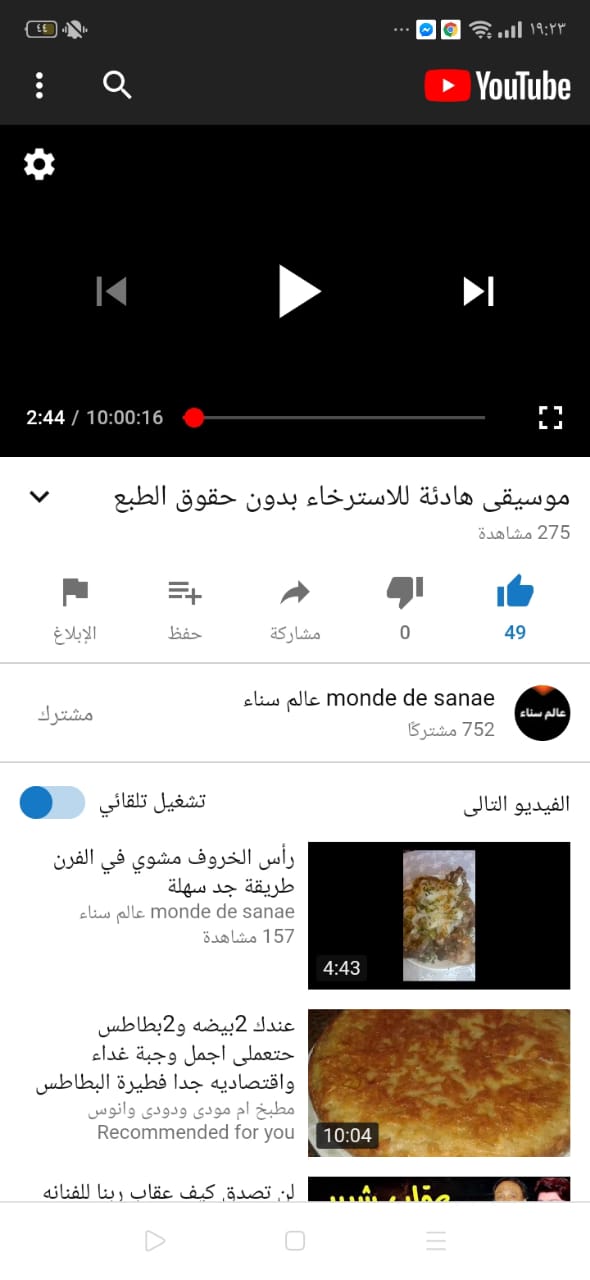 ١٩:٢٣
٤٤
YouTube
2:44 / 10:00:16
موسيقى هادئة للاسترخاء بدون حقوق الطبع
275 مشاهدة
49
0
مشاركة
حفظ
الإبلاغ
monde de sanae عالم سناء
752 مشتركًا
مشترك
عالم سناء
الفيديو التالى
تشغيل تلقائي
رأس الخروف مشوي في الفرن
طريقة جد سهلة
monde de sanae عالم سناء
157 مشاهدة
4:43
عندك 2بيضه و2بطاطس
حتعملى اجمل وجبة غداء
واقتصاديه جدا فطيرة البطاطس
مطبخ ام مودى ودودى وانوس
Recommended for you
10:04
لن تصدق كيف عقاب ربنا للفنانه